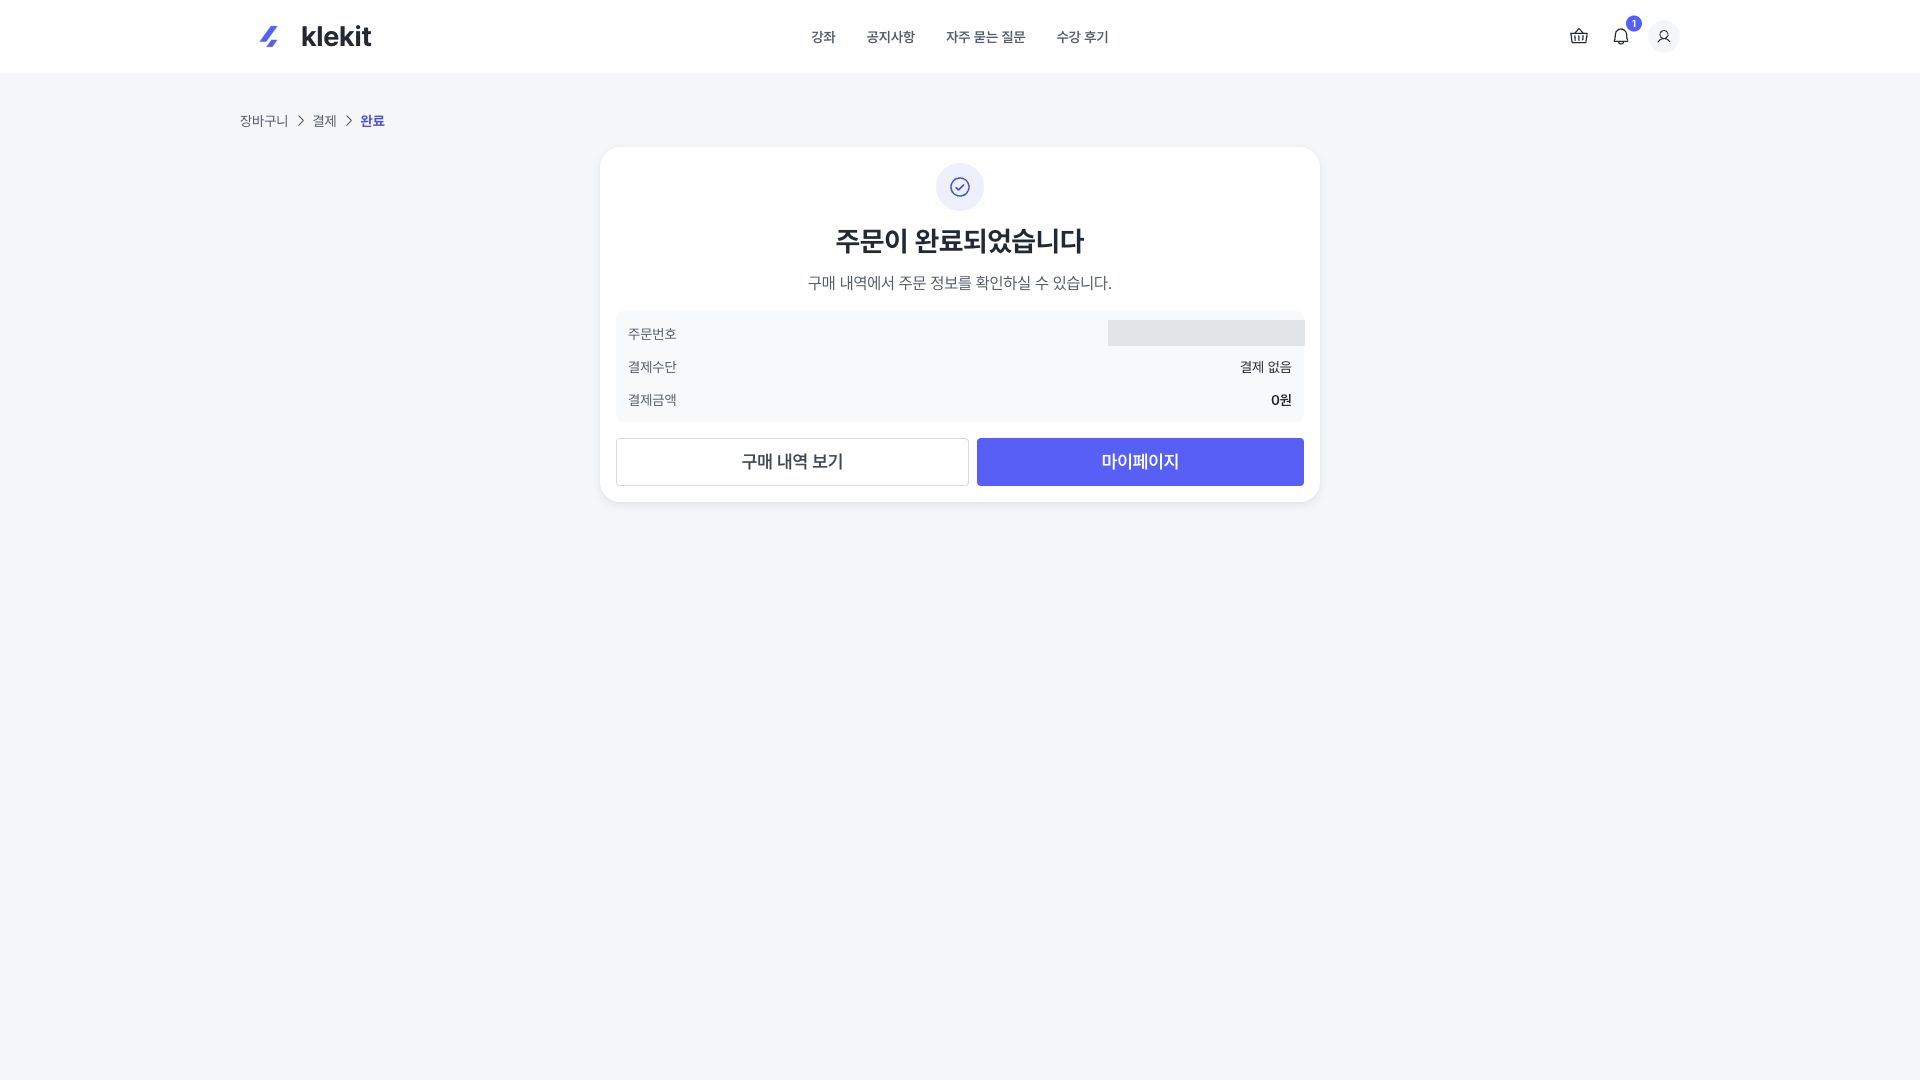 klekit
강좌 공지사항 자주 묻는 질문 수강 후기
1
장바구니 > 결제 > 완료
주문이 완료되었습니다
구매 내역에서 주문 정보를 확인하실 수 있습니다.
주문번호
결제수단 결제 없음
결제금액 0원
구매 내역 보기 마이페이지